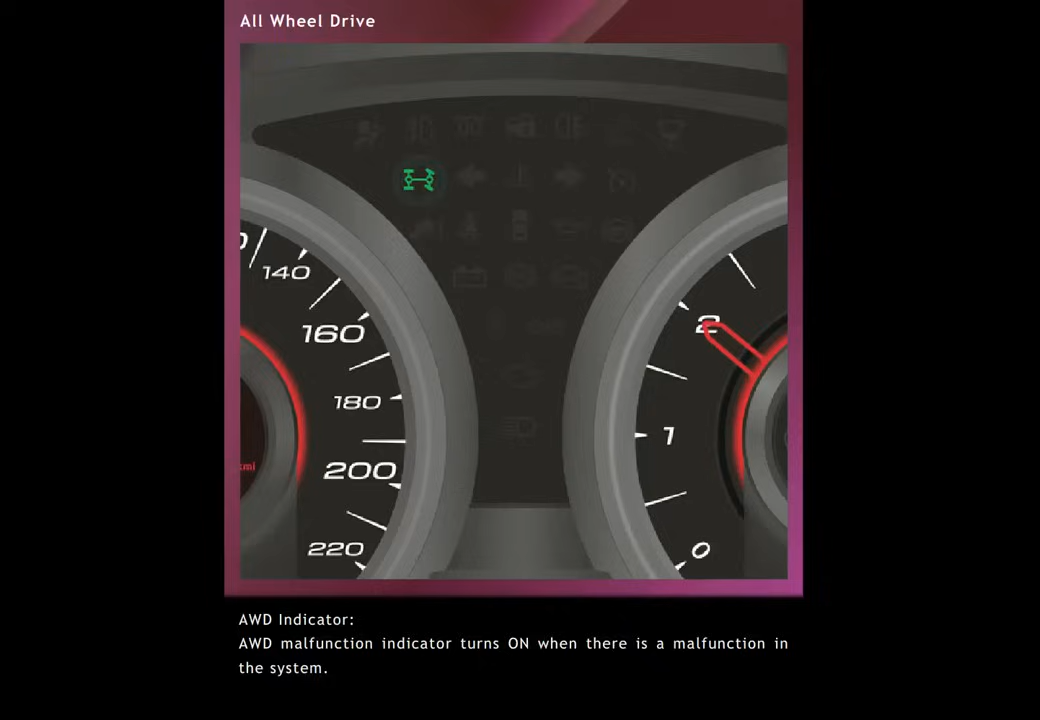 All Wheel Drive
140
160
180
200
220
2
1
0
AWD Indicator:
AWD malfunction indicator turns ON when there is a malfunction in
the system.